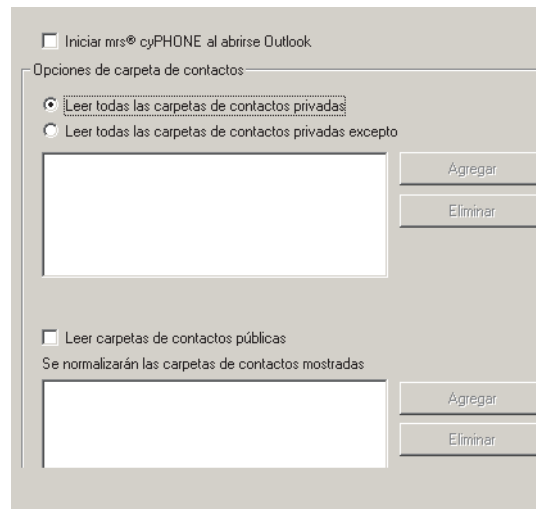 Iniciar mrs® cyPHONE al abrirse Outlook
Opciones de carpeta de contactos
Leer todas las carpetas de contactos privadas
Leer todas las carpetas de contactos privadas excepto
Agregar
Eliminar
Leer carpetas de contactos públicas
Se normalizarán las carpetas de contactos mostradas
Agregar
Eliminar